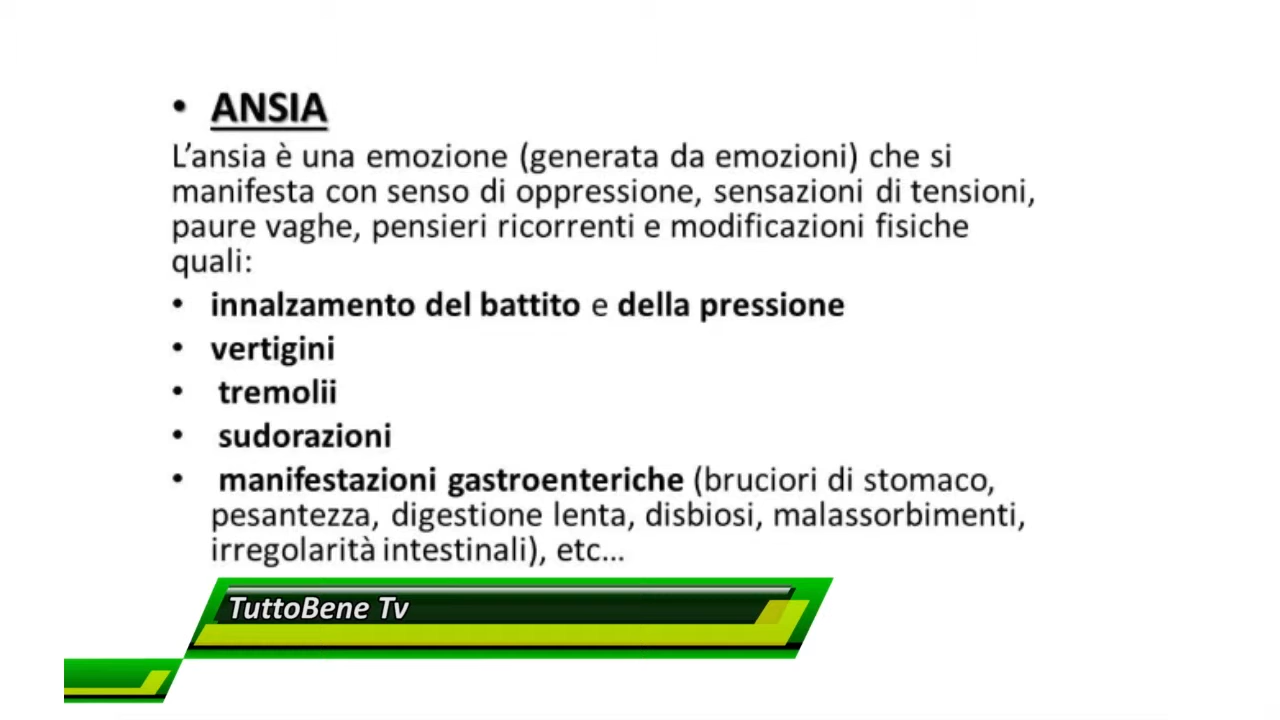 • ANSIA
L’ansia è una emozione (generata da emozioni) che si
manifesta con senso di oppressione, sensazioni di tensioni,
paure vaghe, pensieri ricorrenti e modificazioni fisiche
quali:
• innalzamento del battito e della pressione
• vertigini
• tremolii
• sudorazioni
• manifestazioni gastroenteriche (bruciori di stomaco,
pesantezza, digestione lenta, disbiosi, malassorbimenti,
irregolarità intestinali), etc...
TuttoBene Tv